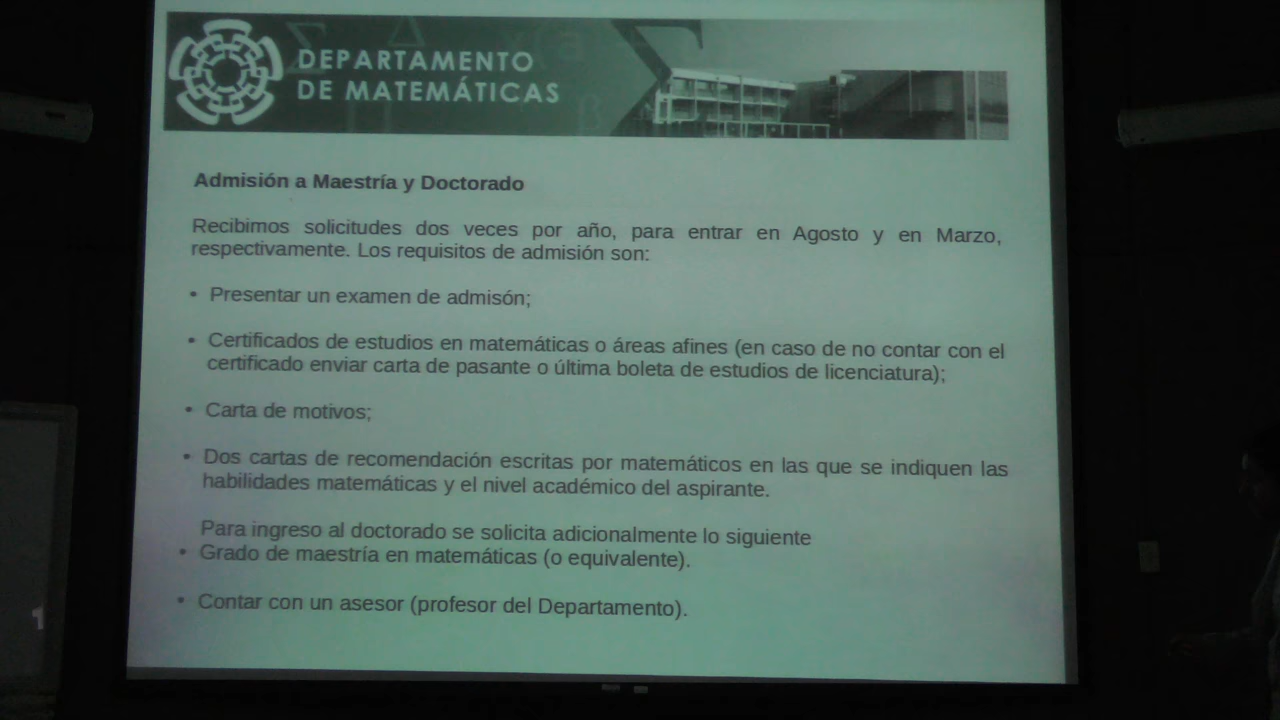 DEPARTAMENTO
DE MATEMÁTICAS
Admisión a Maestría y Doctorado
Recibimos solicitudes dos veces por año, para entrar en Agosto y en Marzo,
respectivamente. Los requisitos de admisión son:
• Presentar un examen de admisón;
• Certificados de estudios en matemáticas o áreas afines (en caso de no contar con el
certificado enviar carta de pasante o última boleta de estudios de licenciatura);
• Carta de motivos;
• Dos cartas de recomendación escritas por matemáticos en las que se indiquen las
habilidades matemáticas y el nivel académico del aspirante.
Para ingreso al doctorado se solicita adicionalmente lo siguiente
• Grado de maestría en matemáticas (o equivalente).
• Contar con un asesor (profesor del Departamento).